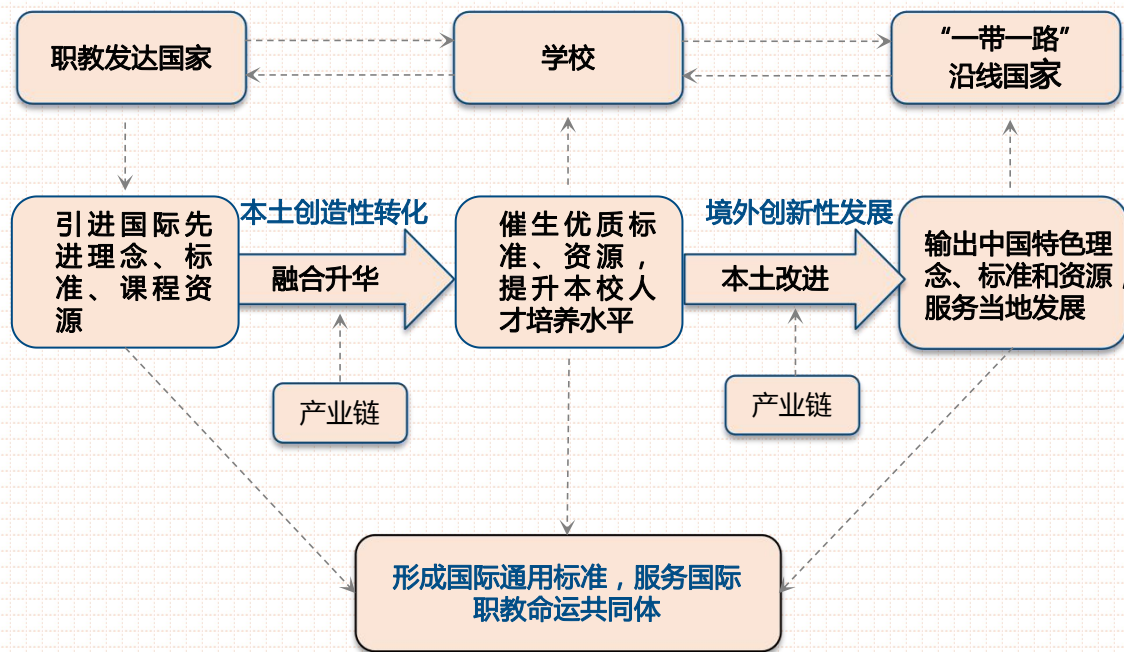 职教发达国家
学校
“一带一路”
沿线国家
引进国际先
进理念、标
准、课程资
源
本土创造性转化
融合升华
催生优质标
准、资源，
提升本校人
才培养水平
境外创新性发展
本土改进
输出中国特色理
念、标准和资源，
服务当地发展
产业链
产业链
形成国际通用标准，服务国际
职教命运共同体